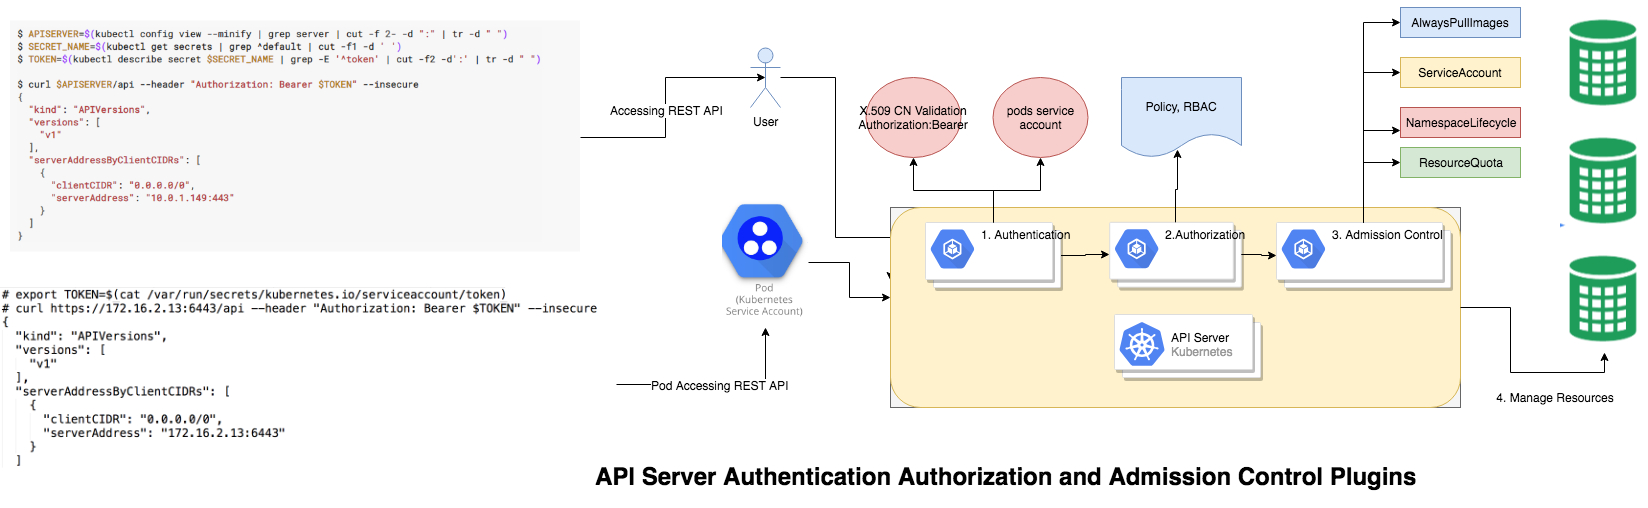 $ APISERVER=$(kubectl config view --minify | grep server | cut -f 2- -d ":" | tr -d " ")
$ SECRET_NAME=$(kubectl get secrets | grep ^default | cut -f1 -d ' ')
$ TOKEN=$(kubectl describe secret $SECRET_NAME | grep -E '^token' | cut -f2 -d':' | tr -d " ")
$ curl $APISERVER/api --header "Authorization: Bearer $TOKEN" --insecure
{
  "kind": "APIVersions",
  "versions": [
    "v1"
  ],
  "serverAddressByClientCIDRs": [
    {
      "clientCIDR": "0.0.0.0/0",
      "serverAddress": "10.0.1.149:443"
    }
  ]
}
# export TOKEN=$(cat /var/run/secrets/kubernetes.io/serviceaccount/token)
# curl https://172.16.2.13:6443/api --header "Authorization: Bearer $TOKEN" --insecure
{
  "kind": "APIVersions",
  "versions": [
    "v1"
  ],
  "serverAddressByClientCIDRs": [
    {
      "clientCIDR": "0.0.0.0/0",
      "serverAddress": "172.16.2.13:6443"
    }
  ]
Accessing REST API
User
Pod
(Kubernetes
Service Account)
Pod Accessing REST API
X.509 CN Validation
Authorization:Bearer
pods service
account
Policy, RBAC
AlwaysPullImages
ServiceAccount
NamespaceLifecycle
ResourceQuota
1. Authentication
2.Authorization
3. Admission Control
API Server
Kubernetes
4. Manage Resources
API Server Authentication Authorization and Admission Control Plugins